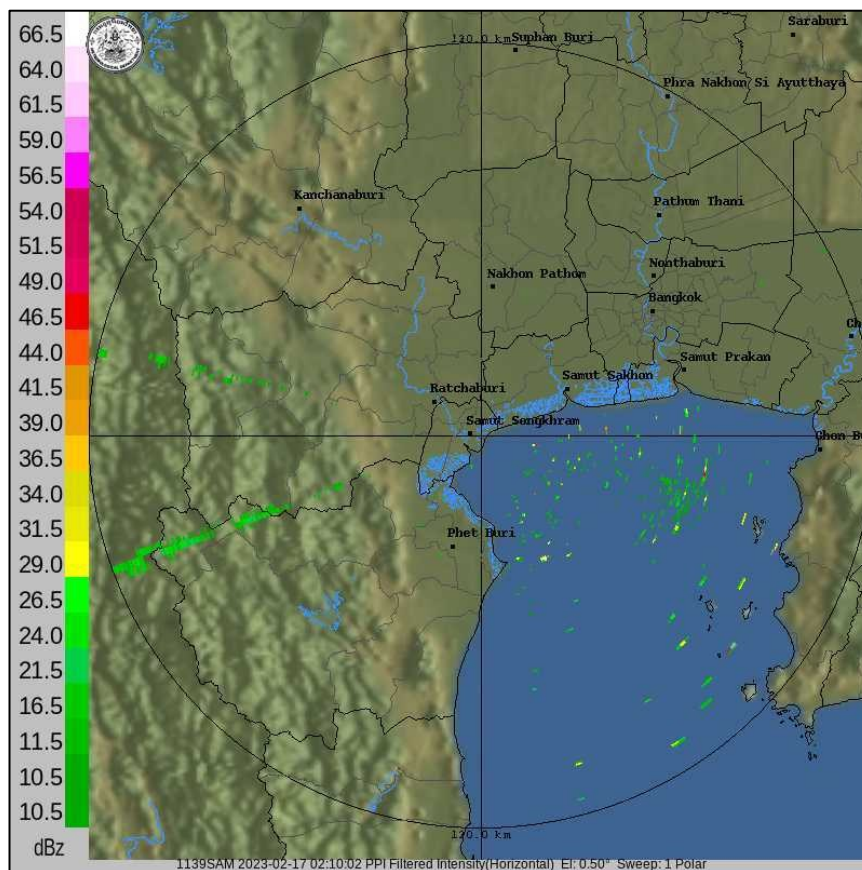 66.5
64.0
61.5
59.0
56.5
54.0
51.5
49.0
46.5
44.0
41.5
39.0
36.5
34.0
31.5
29.0
26.5
24.0
21.5
16.5
11.5
10.5
10.5
dBz
120.0 km
Saraburi
Suphan Buri
Phra Nakhon Si Ayutthaya
Kanchanaburi
Pathum Thani
Nonthaburi
Nakhon Pathom
Bangkok
Ch
Samut Prakan
Samut Sakhon
Ratchaburi
Samut Songkhram
Chon Bu
Phet Buri
120.0 km
1139SAM 2023-02-17 02:10:02 PPI Filtered Intensity(Horizontal) El: 0.50° Sweep: 1 Polar